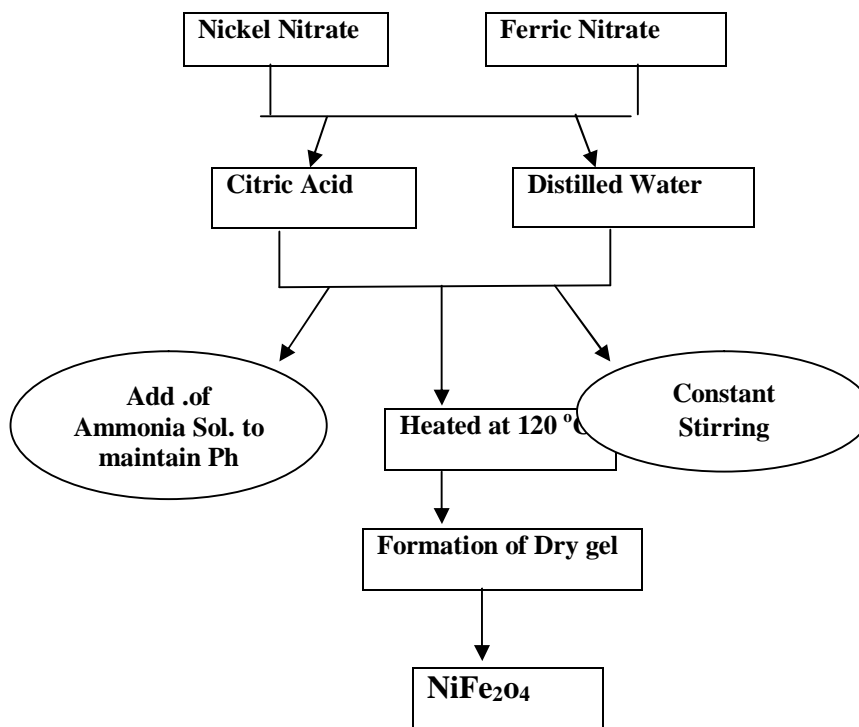 Nickel Nitrate
Ferric Nitrate
Citric Acid
Distilled Water
Add .of
Ammonia Sol. to
maintain Ph
Heated at 120 ºC
Constant
Stirring
Formation of Dry gel
NiFe₂o₄